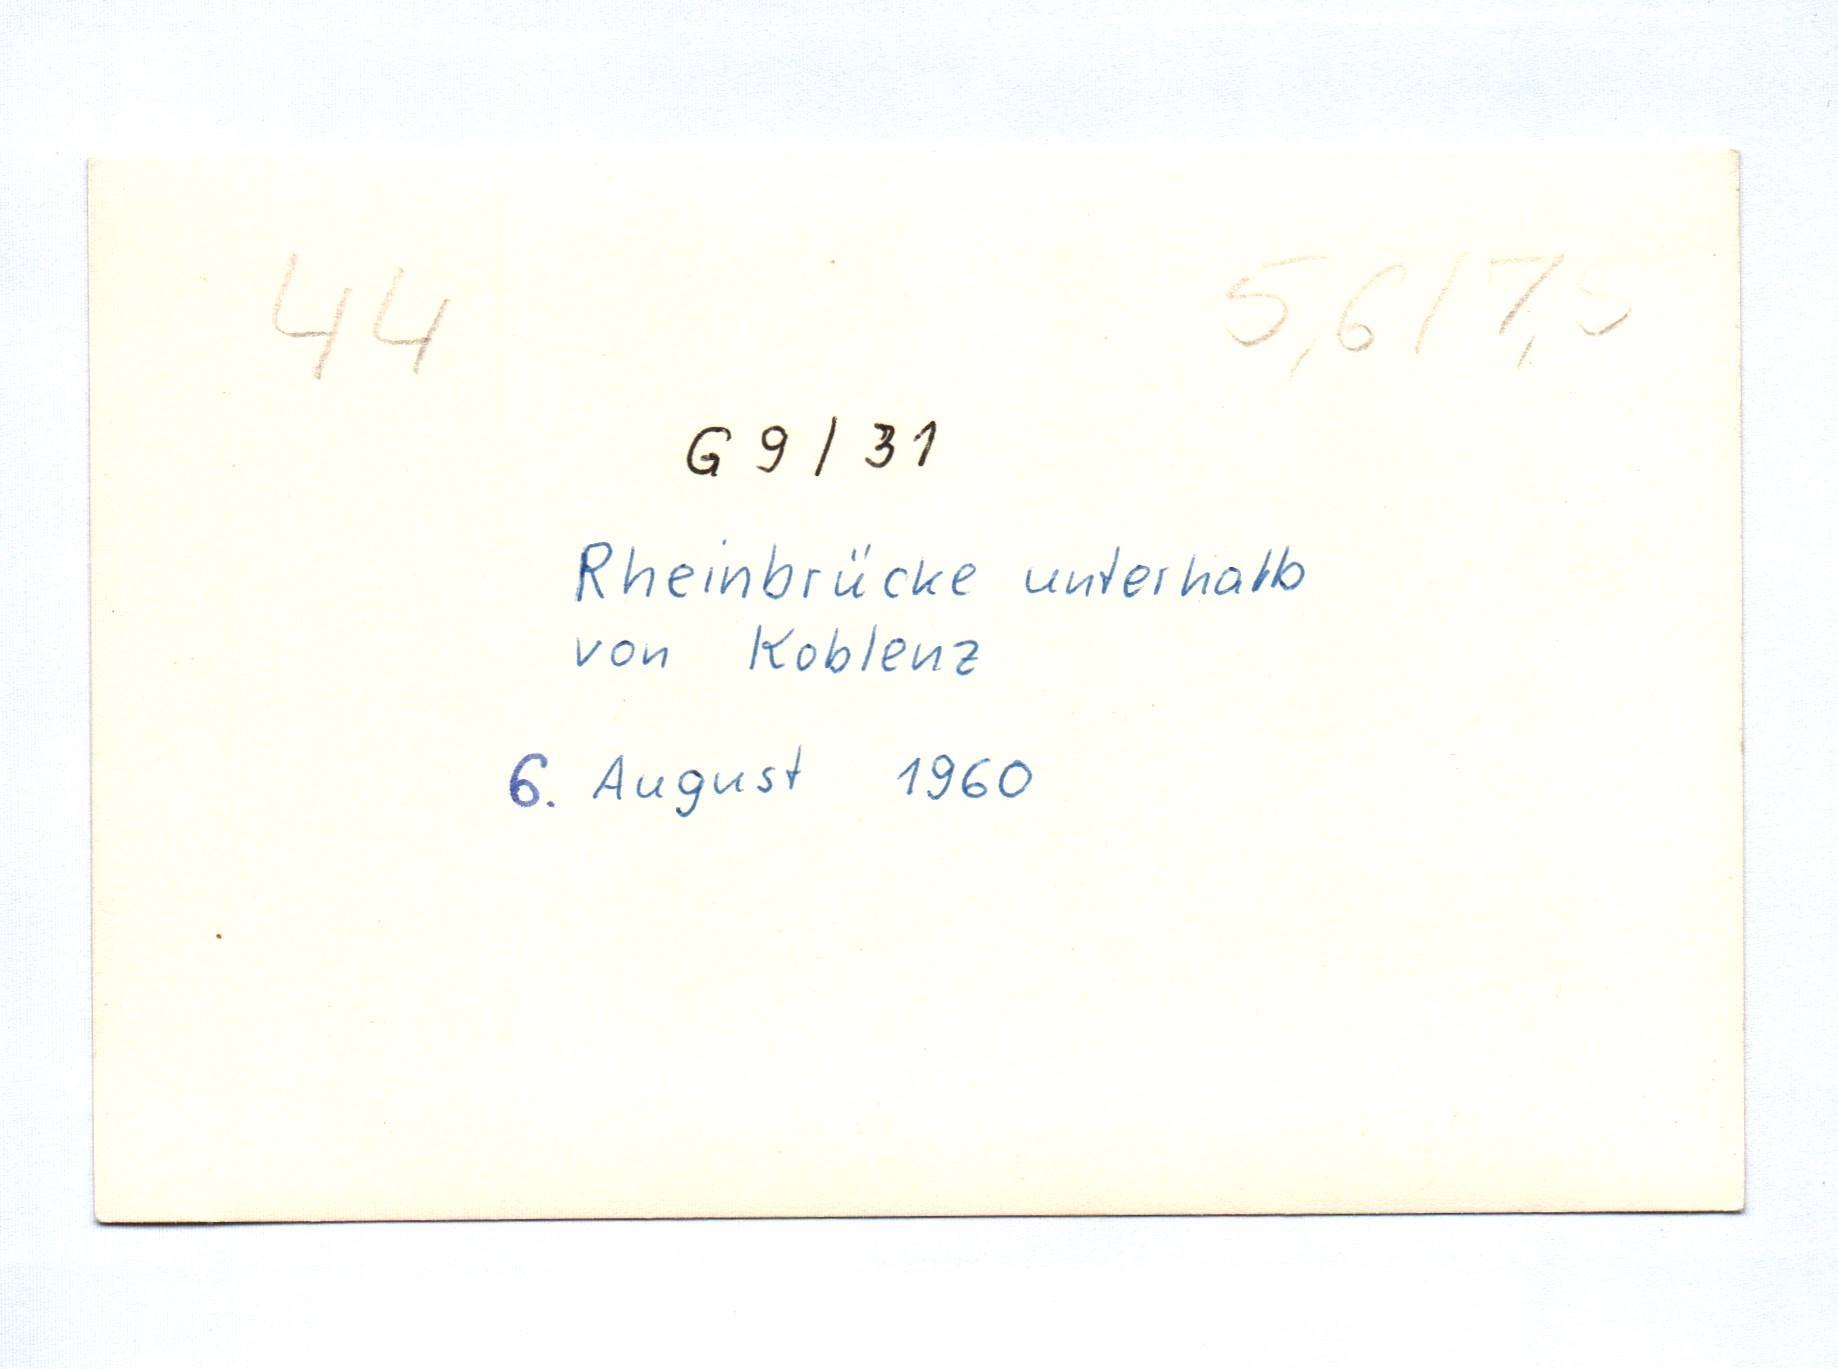 44 5,6/7,5
G 9/31
Rheinbrücke unterhalb
von Koblenz
6. August 1960